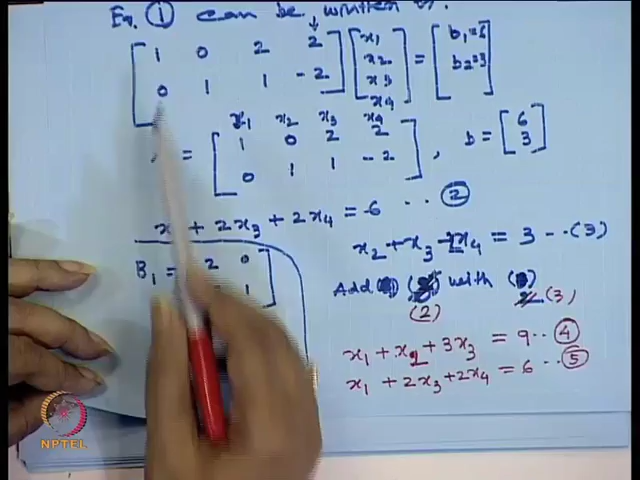 Eq. ① can be written
[1 0 2 2] [x1] = [b1=6]
[0 1 1 -2] [x2] [b2=3]
x3
x4
x1 x2 x3 x4
= [1 0 2 2] , b = [6]
[0 1 1 -2] [3]
x + 2x3 + 2x4 = 6 .. ②
x2 + x3 - 2x4 = 3 -- (3)
B1 = 2 0
1
Add (2) with (3)
x1 + x2 + 3x3 = 9 .. ④
x1 + 2x3 + 2x4 = 6 .. ⑤
NPTEL